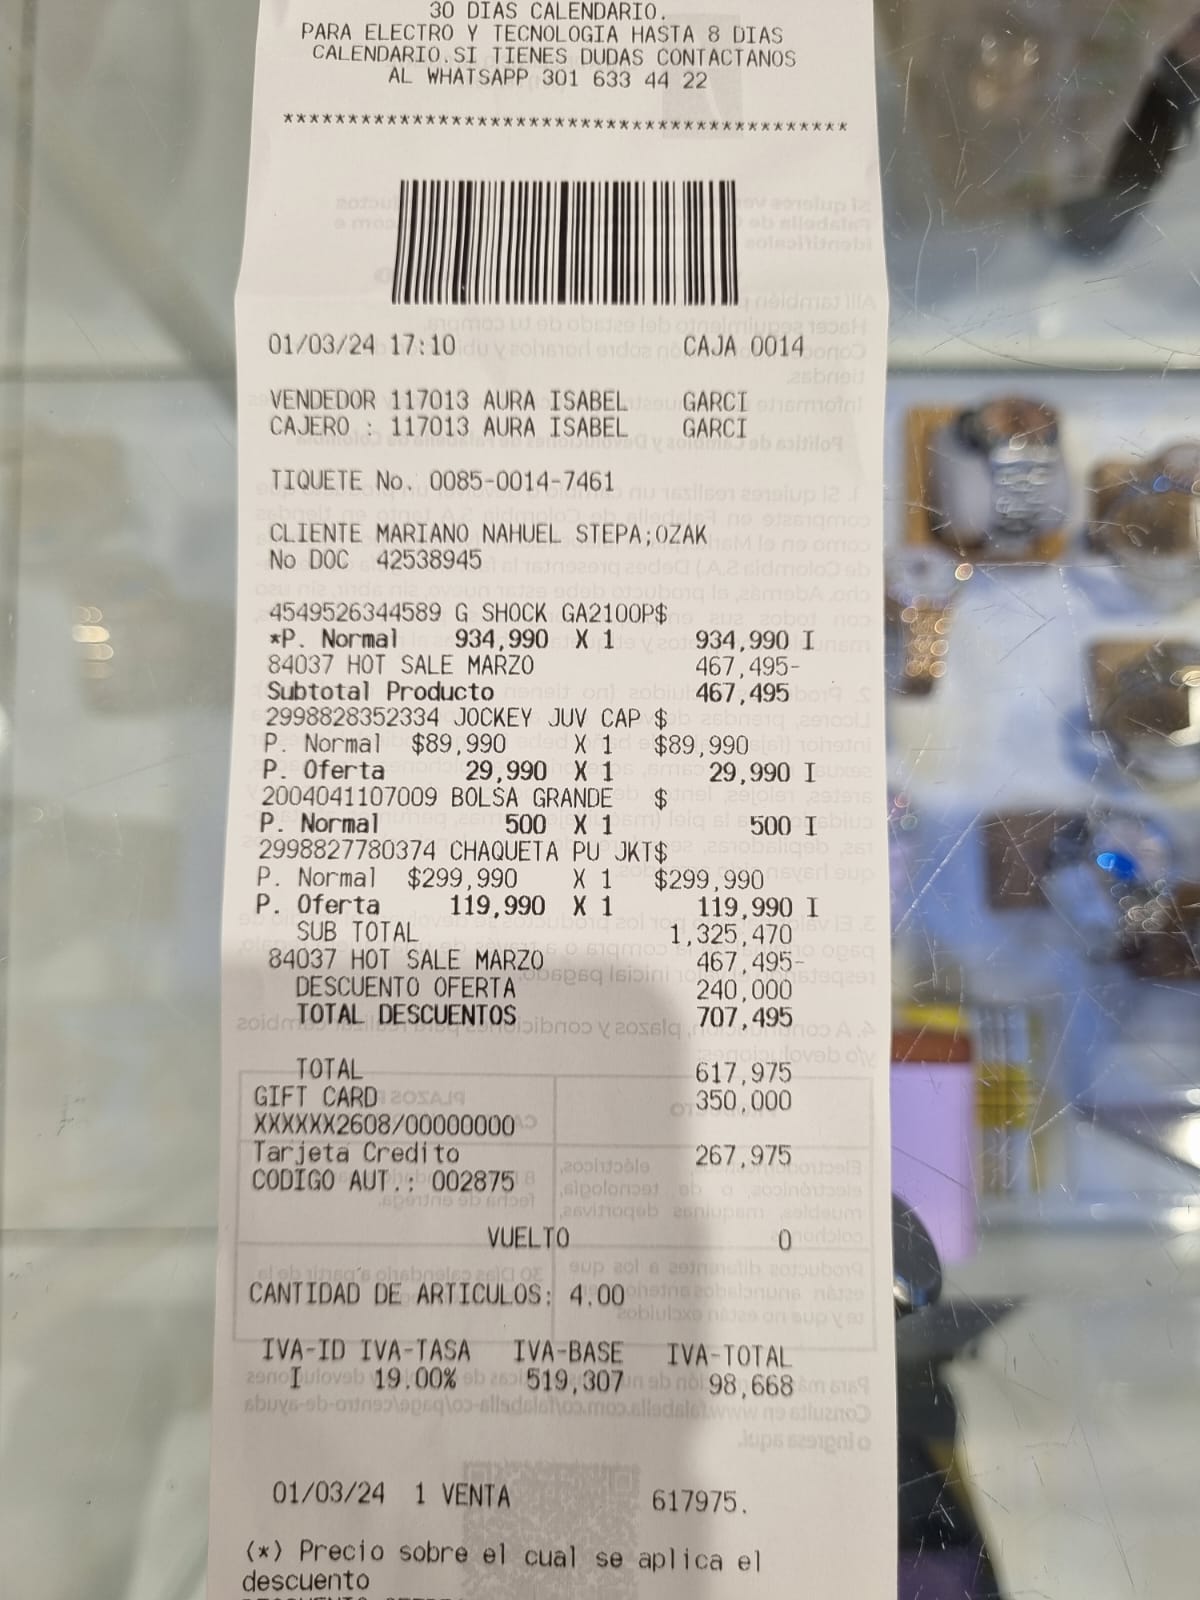 30 DIAS CALENDARIO.
PARA ELECTRO Y TECNOLOGIA HASTA 8 DIAS
CALENDARIO.SI TIENES DUDAS CONTACTANOS
AL WHATSAPP 301 633 44 22
********************************************
01/03/24 17:10 CAJA 0014
VENDEDOR 117013 AURA ISABEL GARCI
CAJERO : 117013 AURA ISABEL GARCI
TIQUETE No. 0085-0014-7461
CLIENTE MARIANO NAHUEL STEPA;OZAK
No DOC 42538945
4549526344589 G SHOCK GA2100P$
*P. Normal 934,990 X 1 934,990 I
84037 HOT SALE MARZO 467,495-
Subtotal Producto 467,495
2998828352334 JOCKEY JUV CAP $
P. Normal $89,990 X 1 $89,990
P. Oferta 29,990 X 1 29,990 I
2004041107009 BOLSA GRANDE $
P. Normal 500 X 1 500 I
2998827780374 CHAQUETA PU JKT$
P. Normal $299,990 X 1 $299,990
P. Oferta 119,990 X 1 119,990 I
SUB TOTAL 1,325,470
84037 HOT SALE MARZO 467,495-
DESCUENTO OFERTA 240,000
TOTAL DESCUENTOS 707,495
TOTAL 617,975
GIFT CARD 350,000
XXXXXX2608/00000000
Tarjeta Credito 267,975
CODIGO AUT.: 002875
VUELTO 0
CANTIDAD DE ARTICULOS: 4.00
IVA-ID IVA-TASA IVA-BASE IVA-TOTAL
I 19.00% 519,307 98,668
01/03/24 1 VENTA 617975.
(*) Precio sobre el cual se aplica el
descuento